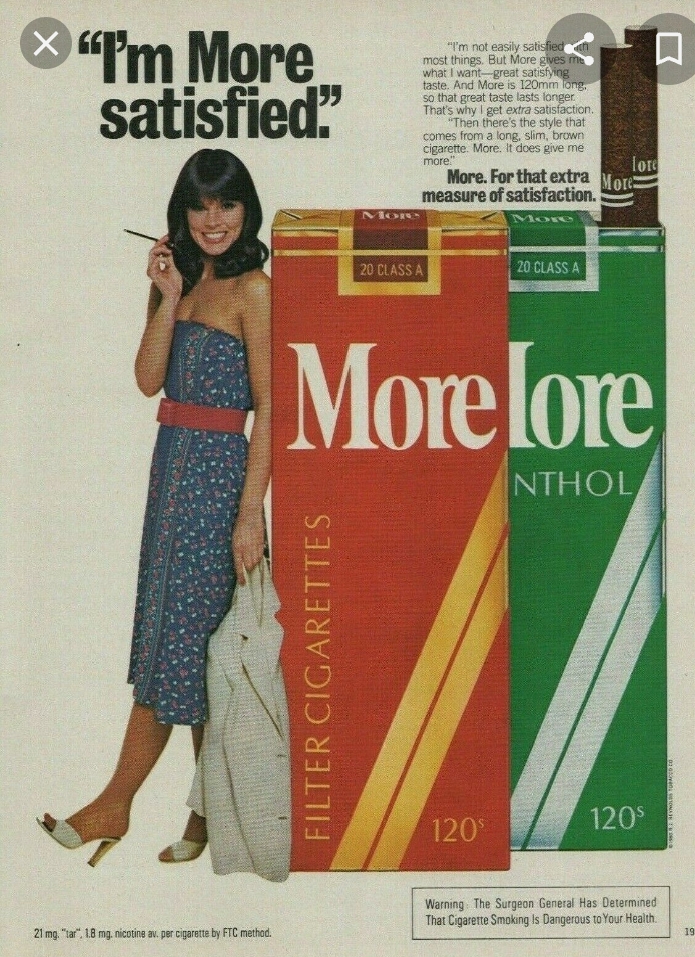 “I’m More
satisfied.”
“I’m not easily satisfied with
most things. But More gives me
what I want—great satisfying
taste. And More is 120mm long,
so that great taste lasts longer.
That’s why I get extra satisfaction.
“Then there’s the style that
comes from a long, slim, brown
cigarette. More. It does give me
more.”
More. For that extra
measure of satisfaction.
More
lore
More
20 CLASS A
More
20 CLASS A
More
lore
NTHOL
FILTER CIGARETTES
120s
120s
Warning: The Surgeon General Has Determined
That Cigarette Smoking Is Dangerous to Your Health.
21 mg. “tar”, 1.8 mg. nicotine av. per cigarette by FTC method.
19